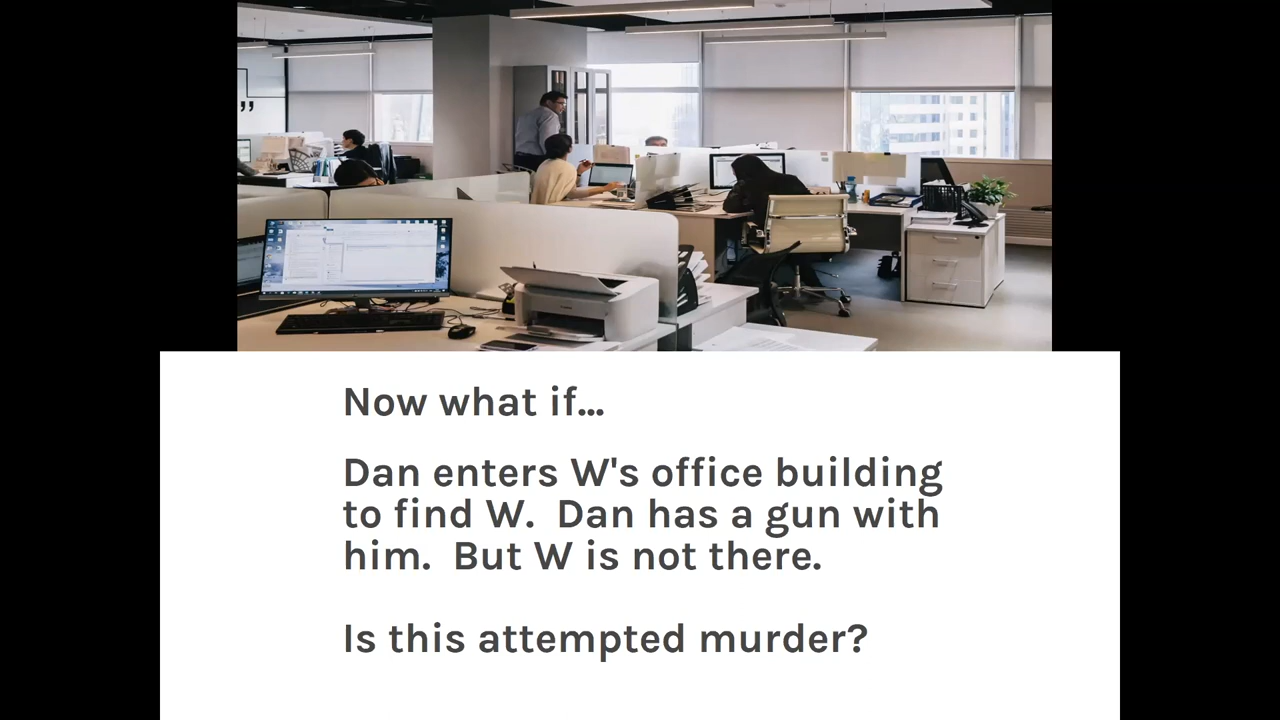 Now what if...
Dan enters W's office building
to find W.  Dan has a gun with
him.  But W is not there.
Is this attempted murder?